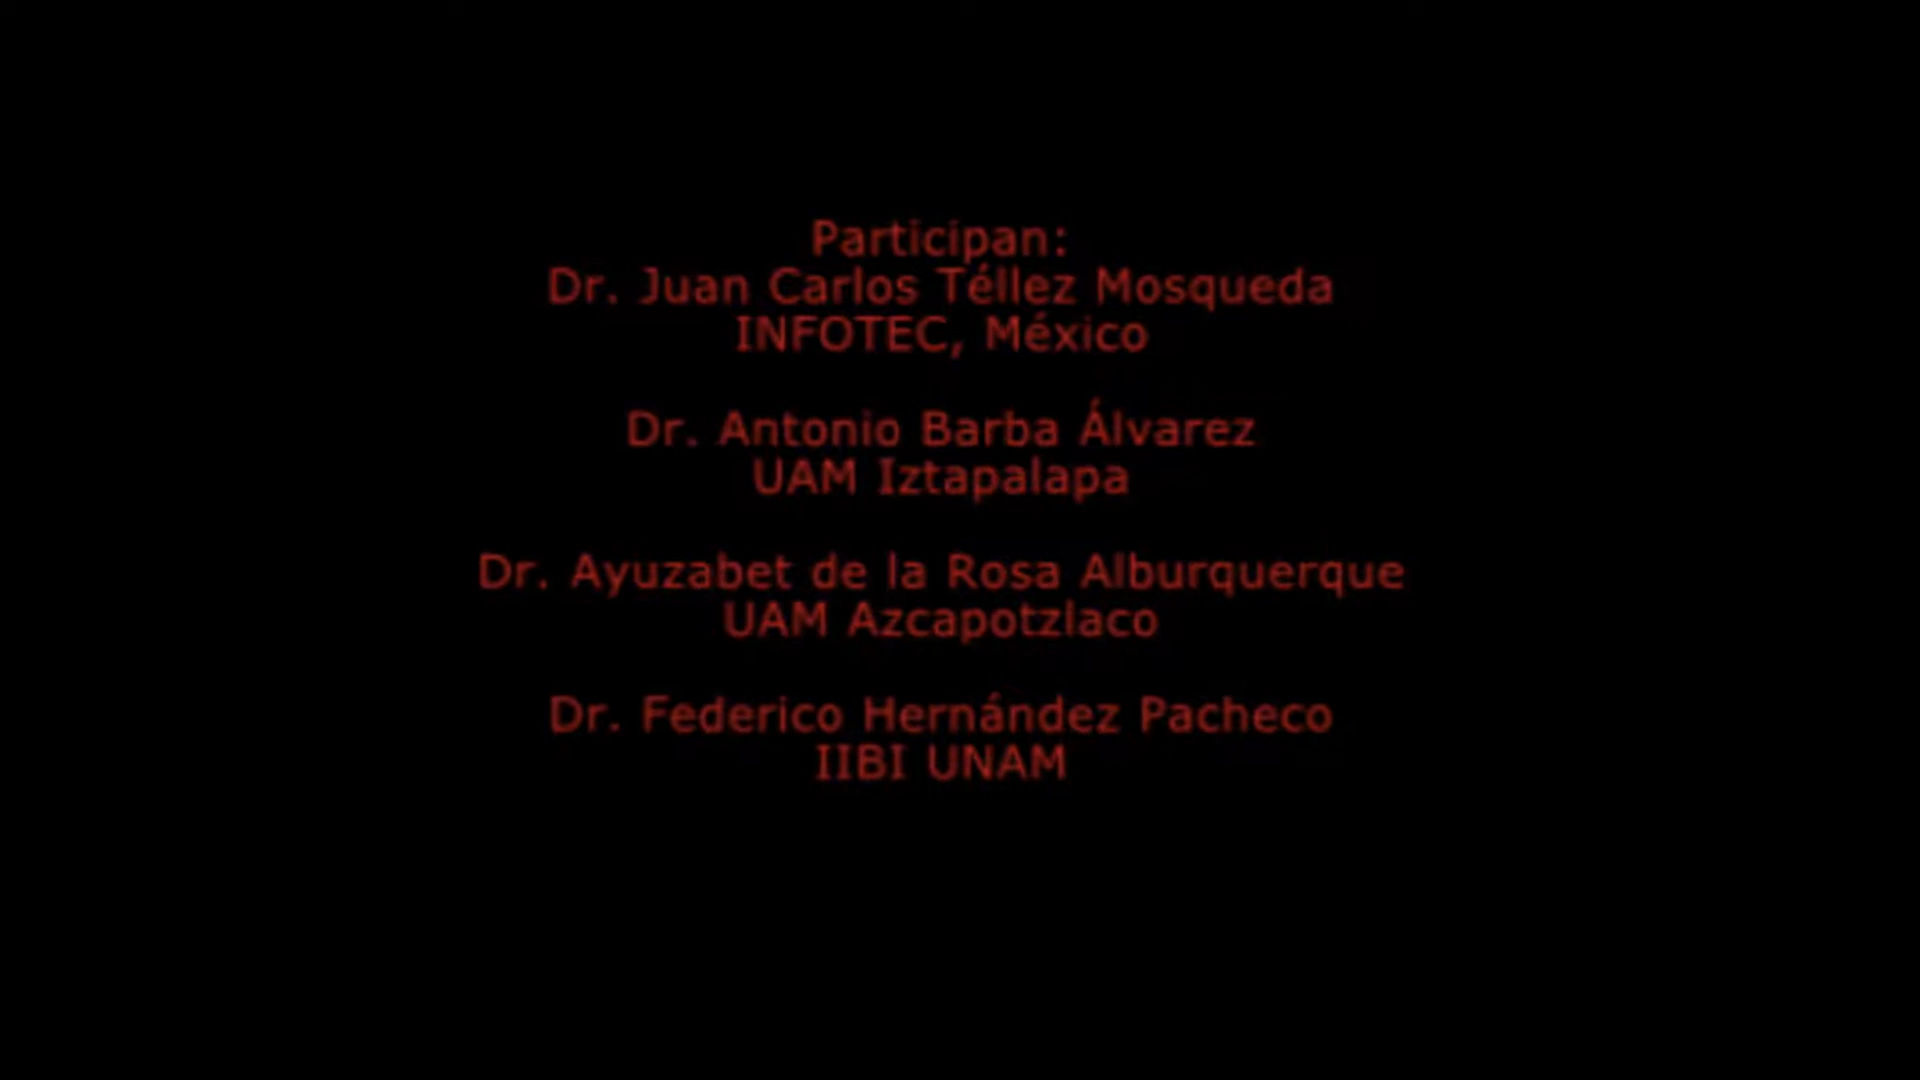 Participan:
Dr. Juan Carlos Téllez Mosqueda
INFOTEC, México
Dr. Antonio Barba Álvarez
UAM Iztapalapa
Dr. Ayuzabet de la Rosa Alburquerque
UAM Azcapotzlaco
Dr. Federico Hernández Pacheco
IIBI UNAM